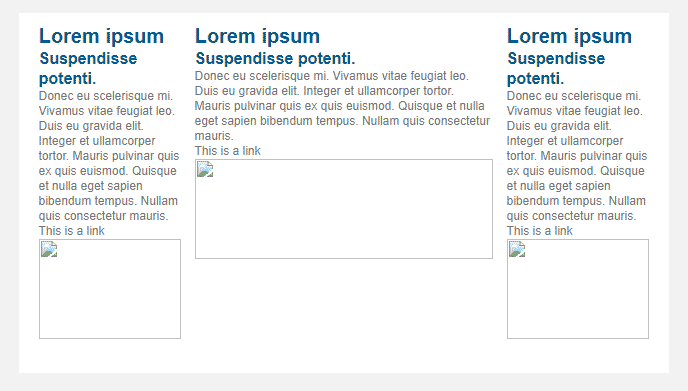 Lorem ipsum
Suspendisse
potenti.
Donec eu scelerisque mi.
Vivamus vitae feugiat leo.
Duis eu gravida elit.
Integer et ullamcorper
tortor. Mauris pulvinar quis
ex quis euismod. Quisque
et nulla eget sapien
bibendum tempus. Nullam
quis consectetur mauris.
This is a link
Lorem ipsum
Suspendisse potenti.
Donec eu scelerisque mi. Vivamus vitae feugiat leo.
Duis eu gravida elit. Integer et ullamcorper tortor.
Mauris pulvinar quis ex quis euismod. Quisque et nulla
eget sapien bibendum tempus. Nullam quis consectetur
mauris.
This is a link
Lorem ipsum
Suspendisse
potenti.
Donec eu scelerisque mi.
Vivamus vitae feugiat leo.
Duis eu gravida elit.
Integer et ullamcorper
tortor. Mauris pulvinar quis
ex quis euismod. Quisque
et nulla eget sapien
bibendum tempus. Nullam
quis consectetur mauris.
This is a link